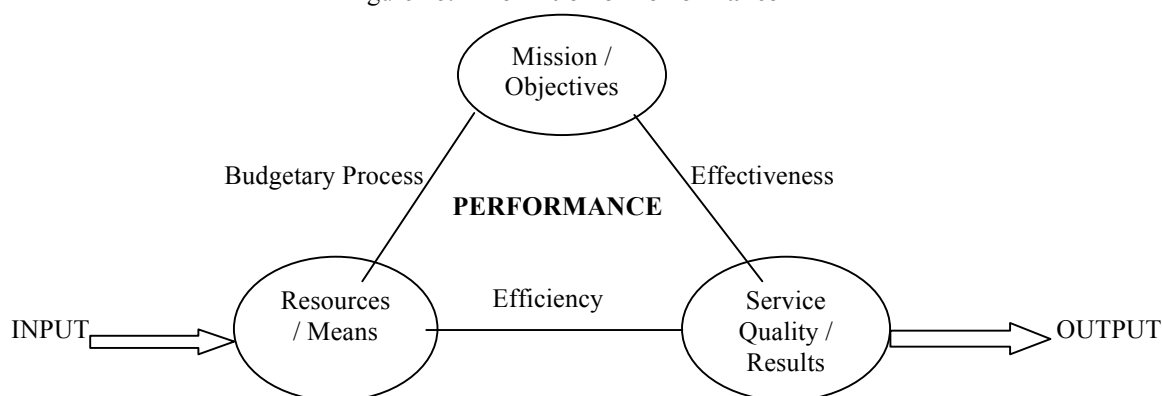 Mission /
Objectives
Budgetary Process
Effectiveness
PERFORMANCE
Resources
/ Means
Efficiency
Service
Quality /
Results
INPUT
OUTPUT